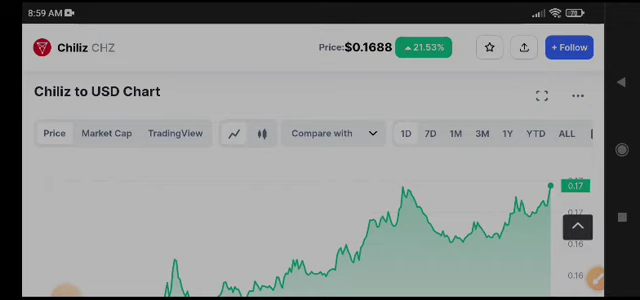 8:59 AM
Chiliz CHZ Price: $0.1688 21.53% + Follow
Chiliz to USD Chart
Price Market Cap TradingView Compare with 1D 7D 1M 3M 1Y YTD ALL
0.17
0.17
0.16
0.16